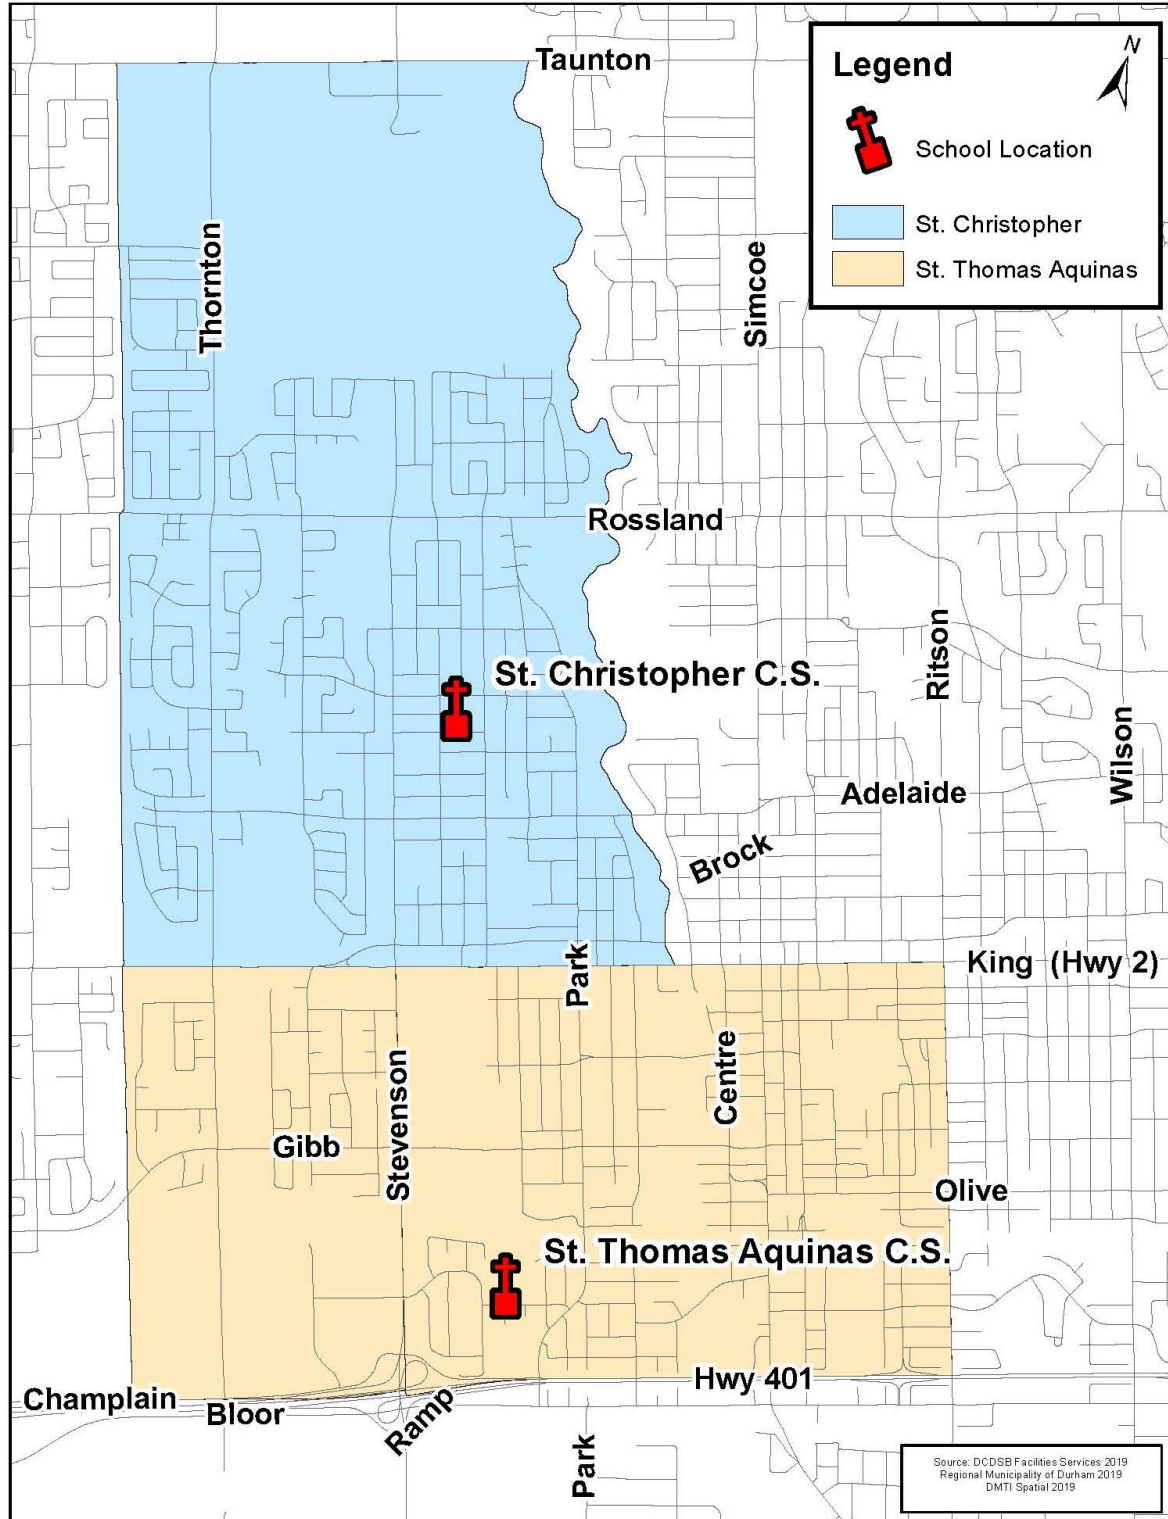 Taunton
Legend
N
School Location
St. Christopher
St. Thomas Aquinas
Thornton
Simcoe
Rossland
Ritson
St. Christopher C.S.
Wilson
Adelaide
Brock
Park
King (Hwy 2)
Centre
Stevenson
Gibb
Olive
St. Thomas Aquinas C.S.
Hwy 401
Champlain
Bloor
Ramp
Park
Source: DCDSB Facilities Services 2019
Regional Municipality of Durham 2019
DMTI Spatial 2019